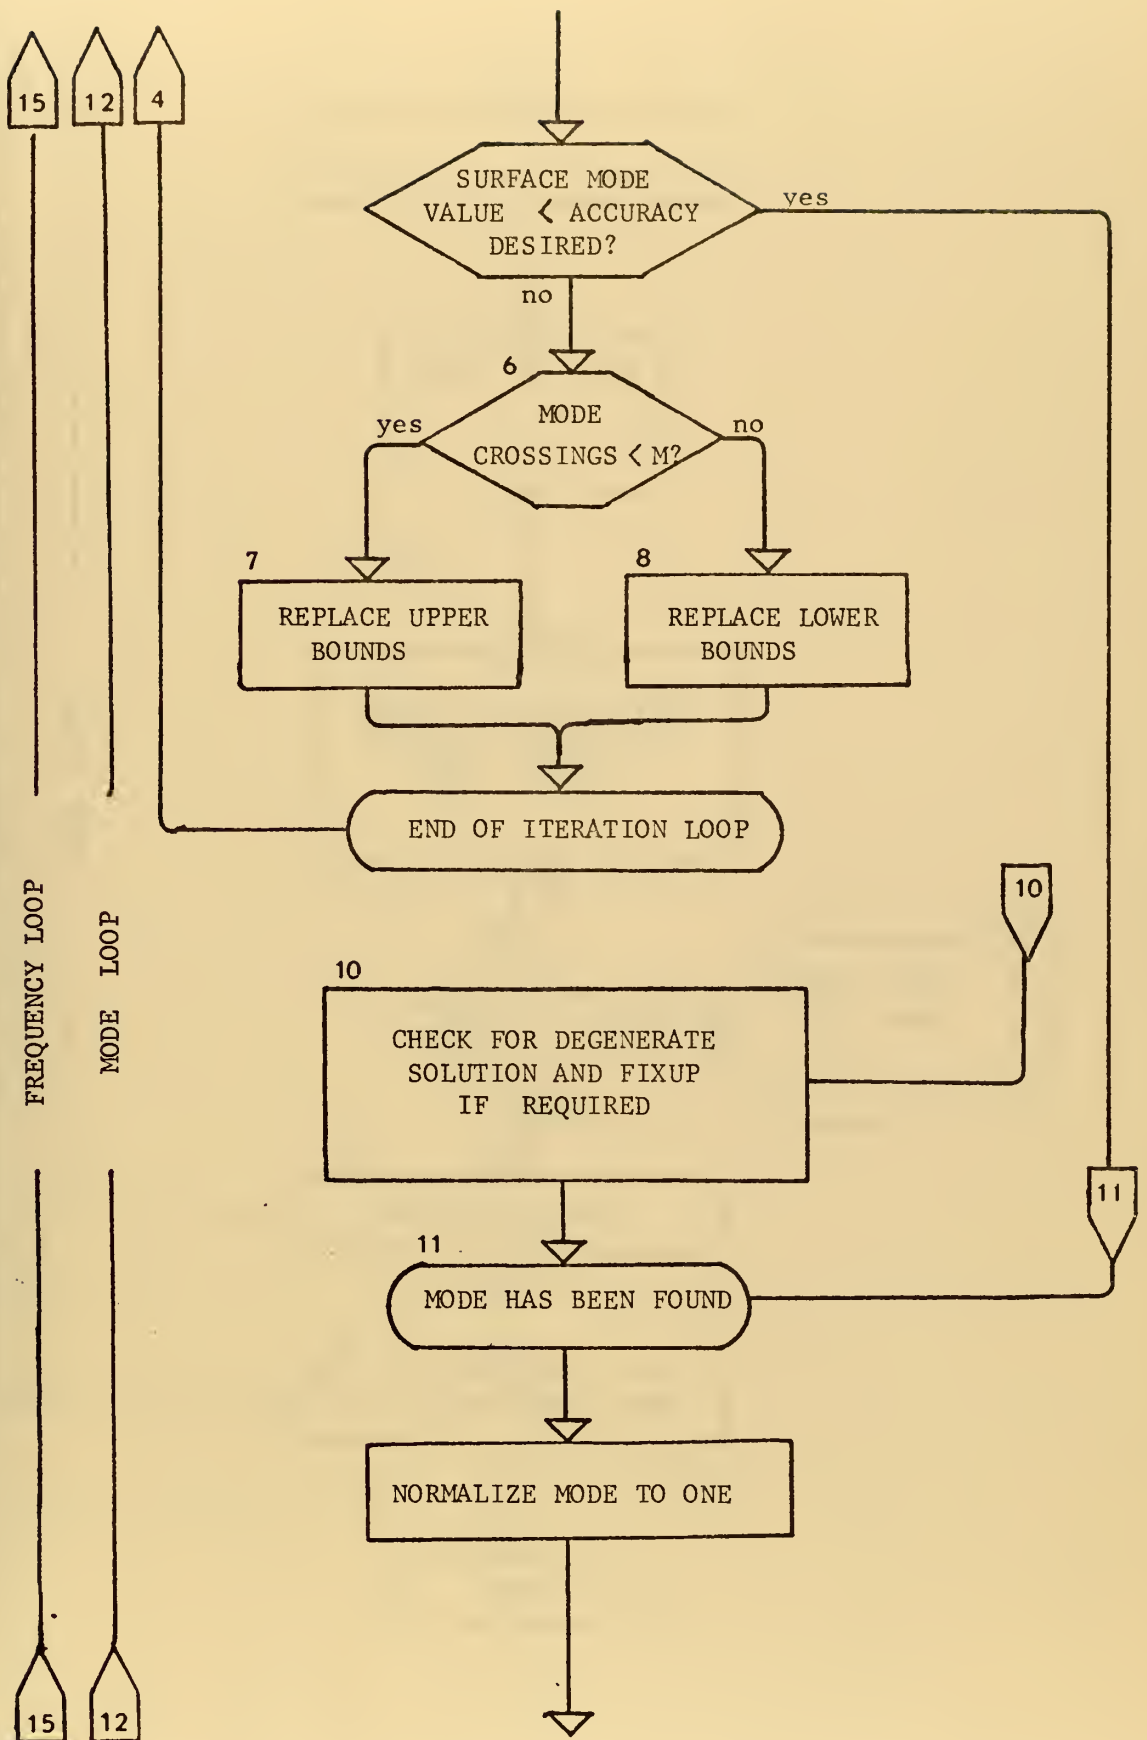 15
12
4
SURFACE MODE
VALUE < ACCURACY
DESIRED?
yes
no
6
MODE
CROSSINGS < M?
yes
no
7
REPLACE UPPER
BOUNDS
8
REPLACE LOWER
BOUNDS
END OF ITERATION LOOP
FREQUENCY LOOP
MODE LOOP
10
10
CHECK FOR DEGENERATE
SOLUTION AND FIXUP
IF REQUIRED
11
11
MODE HAS BEEN FOUND
NORMALIZE MODE TO ONE
15
12